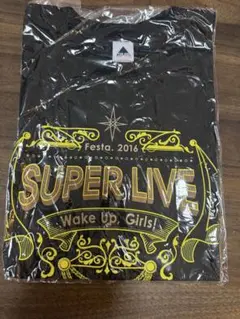 Festa. 2016
SUPER LIVE
Wake Up, Girls!